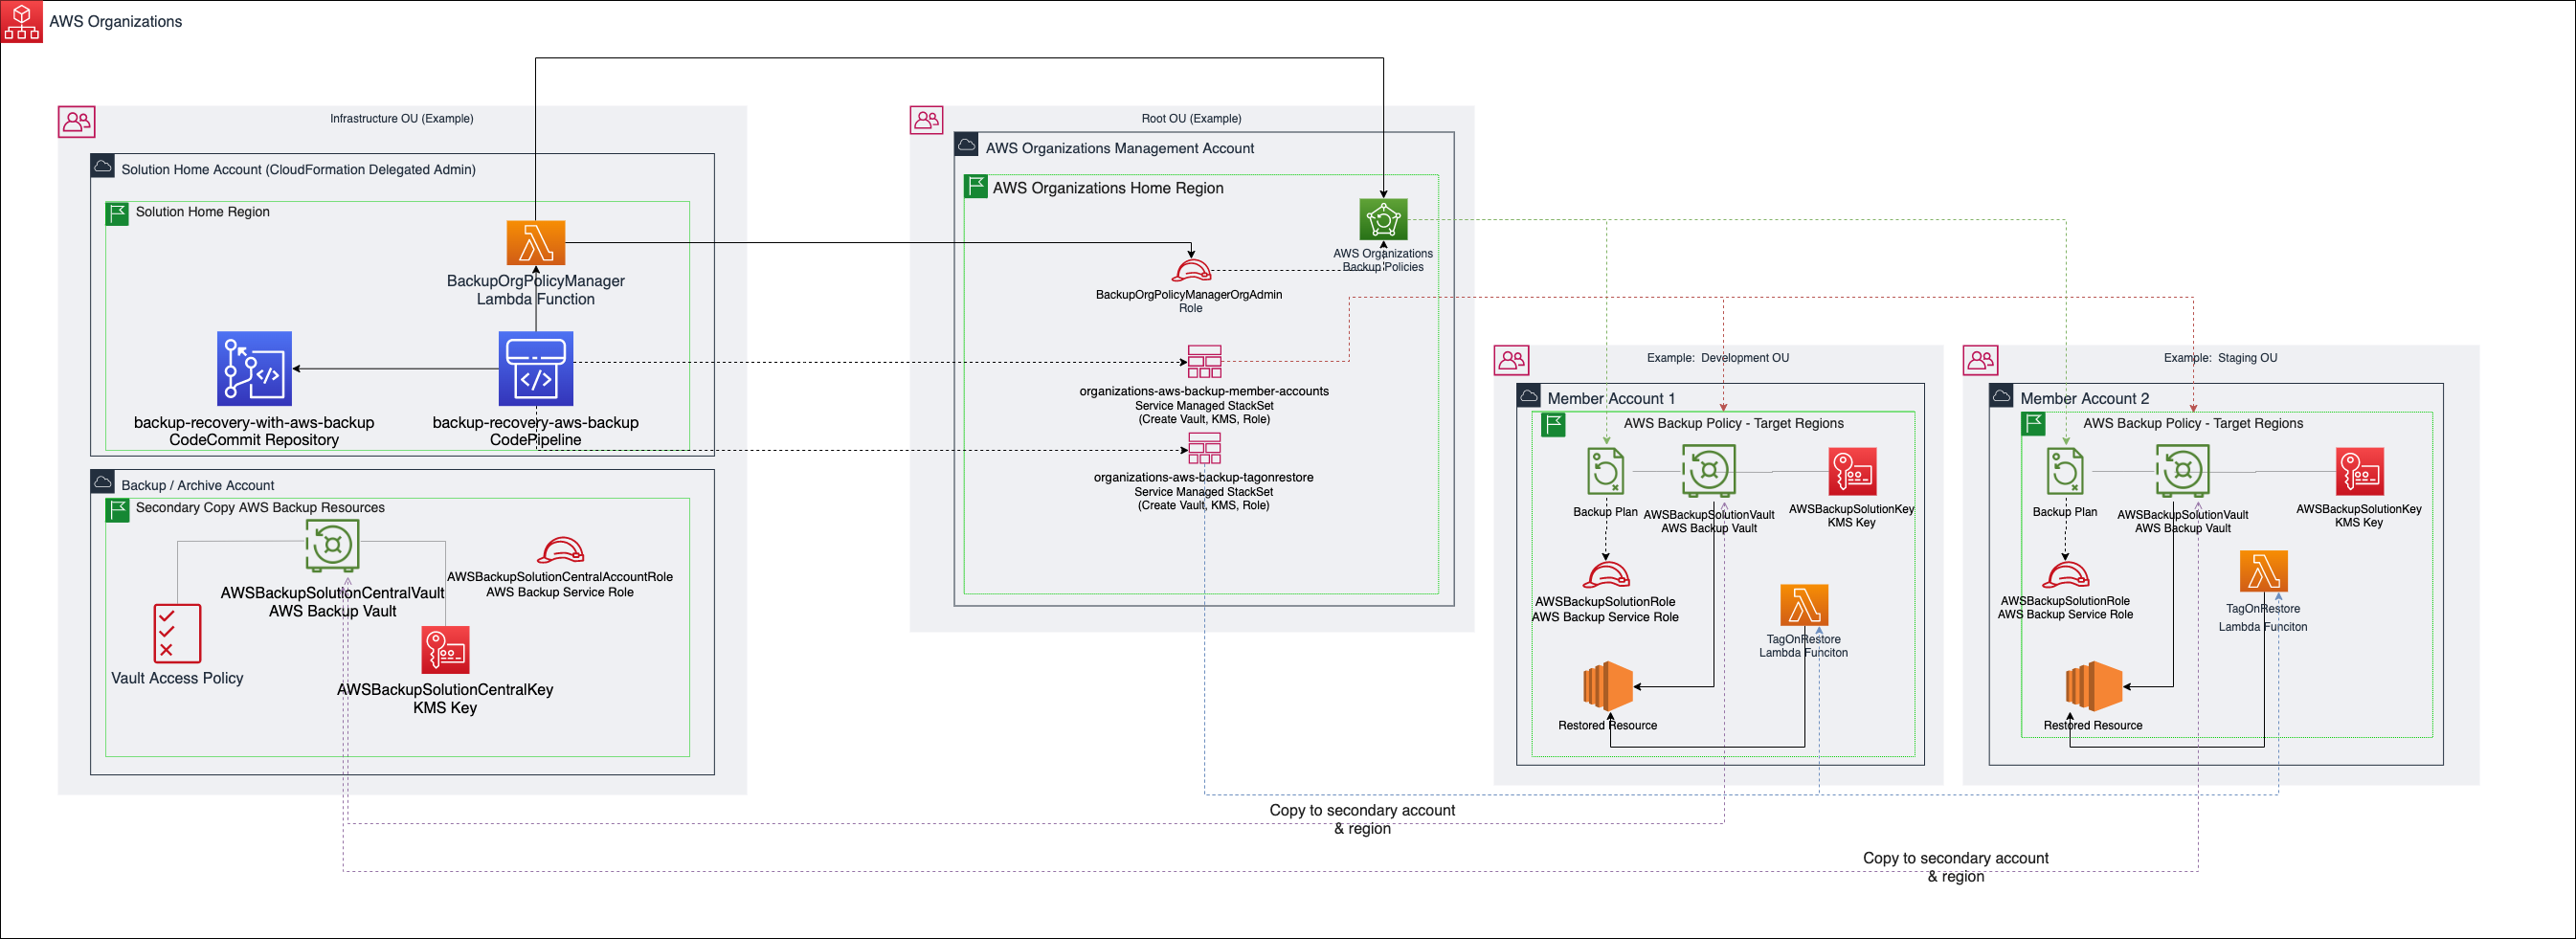 AWS Organizations
Infrastructure OU (Example)
Solution Home Account (CloudFormation Delegated Admin)
Solution Home Region
BackupOrgPolicyManager
Lambda Function
backup-recovery-with-aws-backup
CodeCommit Repository
backup-recovery-aws-backup
CodePipeline
Backup / Archive Account
Secondary Copy AWS Backup Resources
AWSBackupSolutionCentralVault
AWS Backup Vault
AWSBackupSolutionCentralAccountRole
AWS Backup Service Role
Vault Access Policy
AWSBackupSolutionCentralKey
KMS Key
Root OU (Example)
AWS Organizations Management Account
AWS Organizations Home Region
AWS Organizations
Backup Policies
BackupOrgPolicyManagerOrgAdmin
Role
organizations-aws-backup-member-accounts
Service Managed StackSet
(Create Vault, KMS, Role)
organizations-aws-backup-tagonrestore
Service Managed StackSet
(Create Vault, KMS, Role)
Example: Development OU
Member Account 1
AWS Backup Policy - Target Regions
Backup Plan
AWSBackupSolutionVault
AWS Backup Vault
AWSBackupSolutionKey
KMS Key
AWSBackupSolutionRole
AWS Backup Service Role
TagOnRestore
Lambda Funciton
Restored Resource
Example: Staging OU
Member Account 2
AWS Backup Policy - Target Regions
Backup Plan
AWSBackupSolutionVault
AWS Backup Vault
AWSBackupSolutionKey
KMS Key
AWSBackupSolutionRole
AWS Backup Service Role
TagOnRestore
Lambda Funciton
Restored Resource
Copy to secondary account
& region
Copy to secondary account
& region